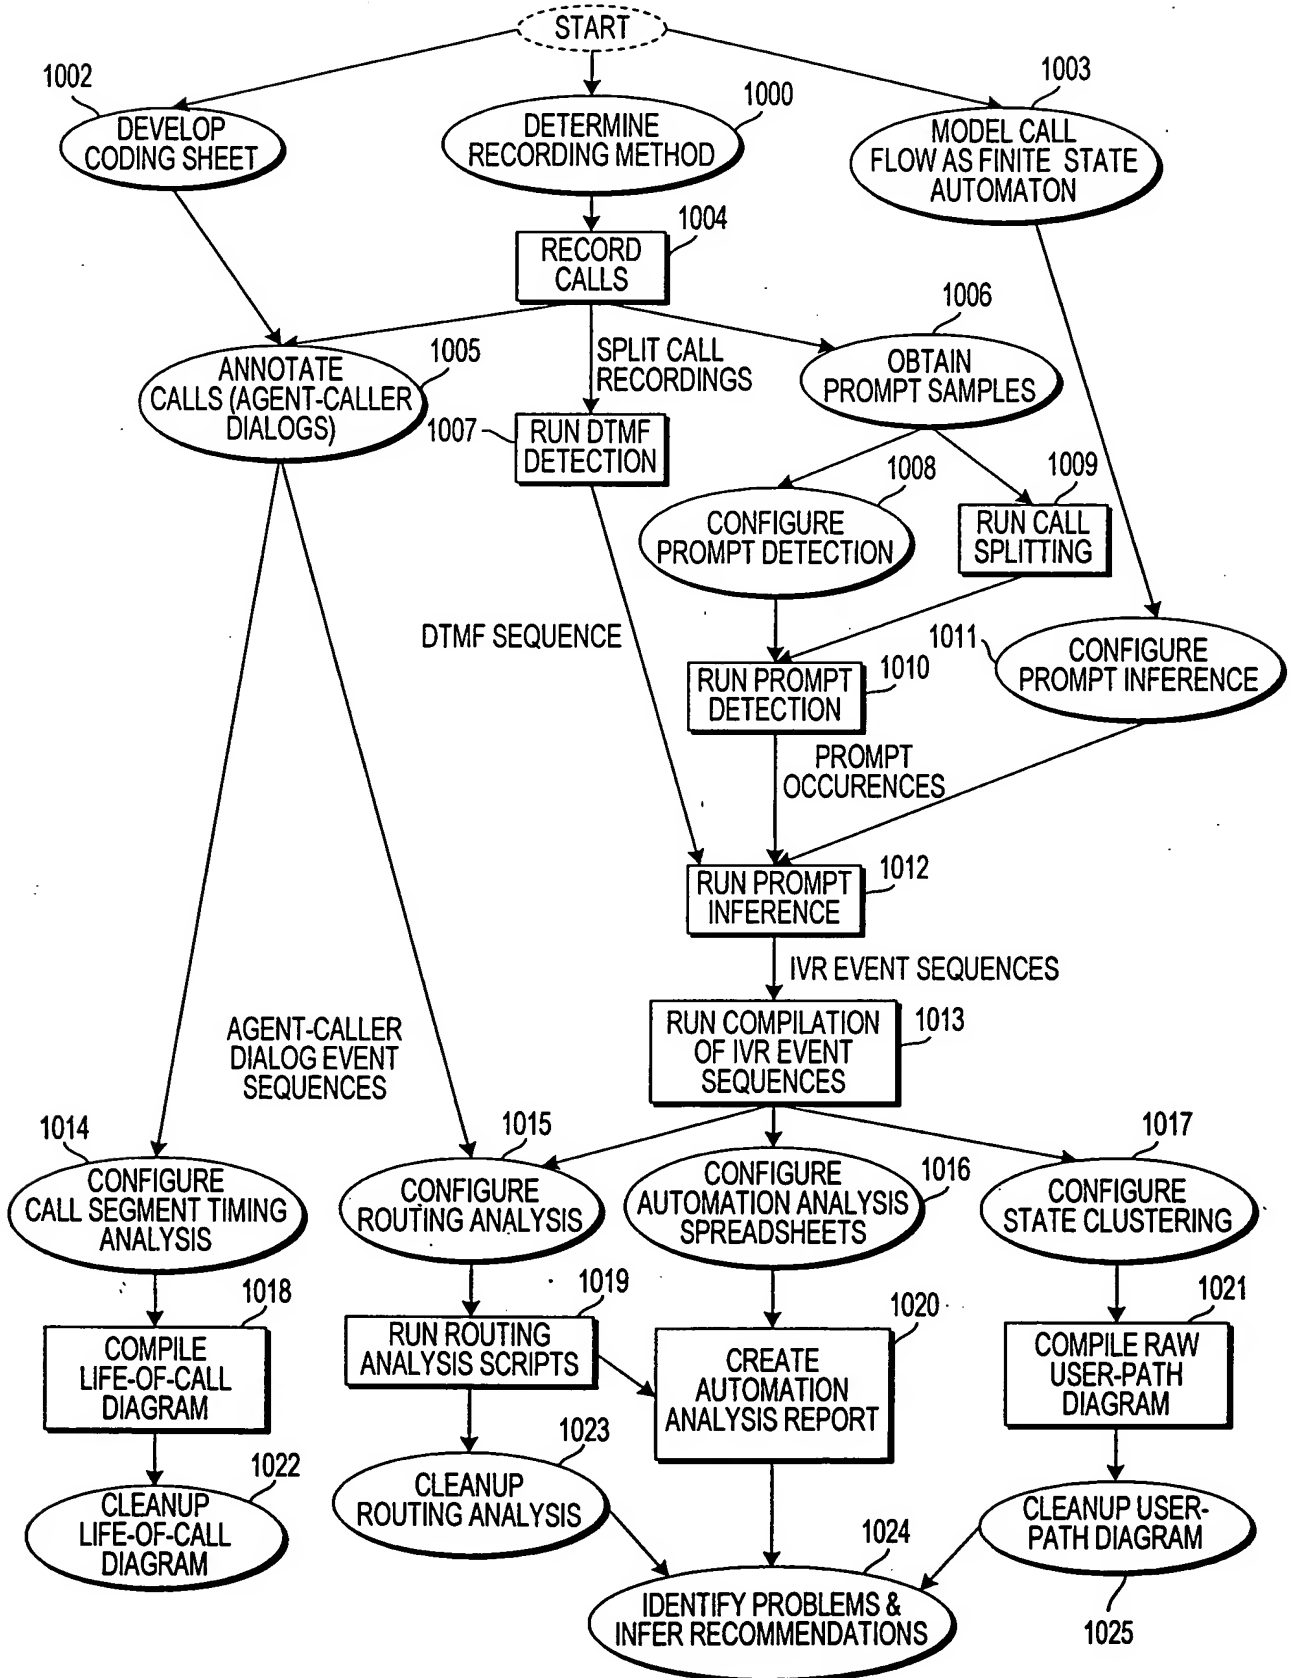 START
1002
DEVELOP
CODING SHEET
1000
DETERMINE
RECORDING METHOD
1003
MODEL CALL
FLOW AS FINITE STATE
AUTOMATON
1004
RECORD
CALLS
1005
ANNOTATE
CALLS (AGENT-CALLER
DIALOGS)
SPLIT CALL
RECORDINGS
1006
OBTAIN
PROMPT SAMPLES
1007
RUN DTMF
DETECTION
1008
CONFIGURE
PROMPT DETECTION
1009
RUN CALL
SPLITTING
DTMF SEQUENCE
1010
RUN PROMPT
DETECTION
1011
CONFIGURE
PROMPT INFERENCE
PROMPT
OCCURENCES
1012
RUN PROMPT
INFERENCE
IVR EVENT SEQUENCES
1013
RUN COMPILATION
OF IVR EVENT
SEQUENCES
AGENT-CALLER
DIALOG EVENT
SEQUENCES
1014
CONFIGURE
CALL SEGMENT TIMING
ANALYSIS
1015
CONFIGURE
ROUTING ANALYSIS
1016
CONFIGURE
AUTOMATION ANALYSIS
SPREADSHEETS
1017
CONFIGURE
STATE CLUSTERING
1018
COMPILE
LIFE-OF-CALL
DIAGRAM
1019
RUN ROUTING
ANALYSIS SCRIPTS
1020
CREATE
AUTOMATION
ANALYSIS REPORT
1021
COMPILE RAW
USER-PATH
DIAGRAM
1022
CLEANUP
LIFE-OF-CALL
DIAGRAM
1023
CLEANUP
ROUTING ANALYSIS
1024
IDENTIFY PROBLEMS &
INFER RECOMMENDATIONS
CLEANUP USER-
PATH DIAGRAM
1025